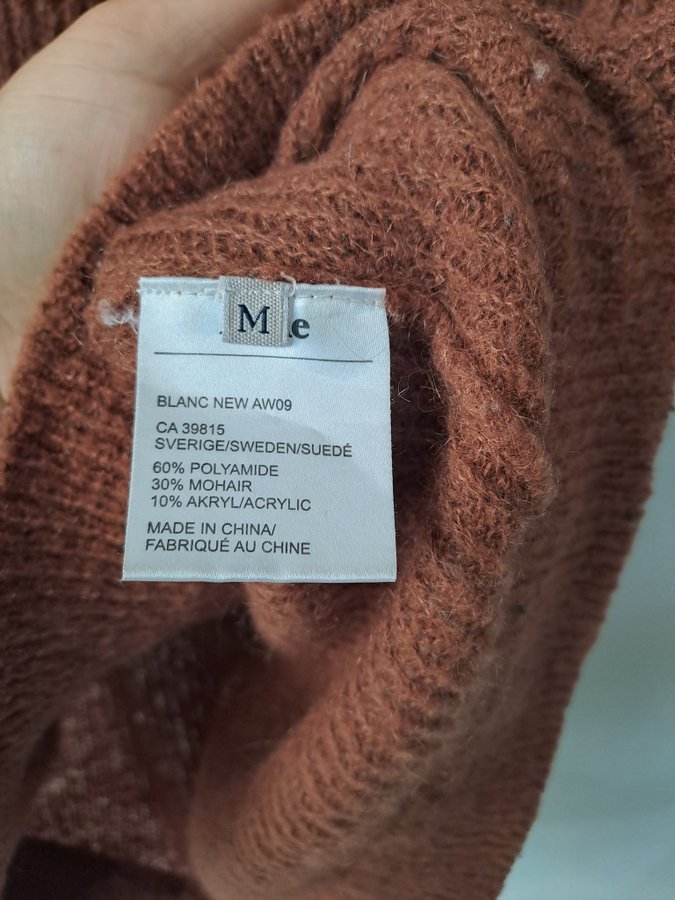 M
BLANC NEW AW09
CA 39815
SVERIGE/SWEDEN/SUEDÉ
60% POLYAMIDE
30% MOHAIR
10% AKRYL/ACRYLIC
MADE IN CHINA/
FABRIQUÉ AU CHINE